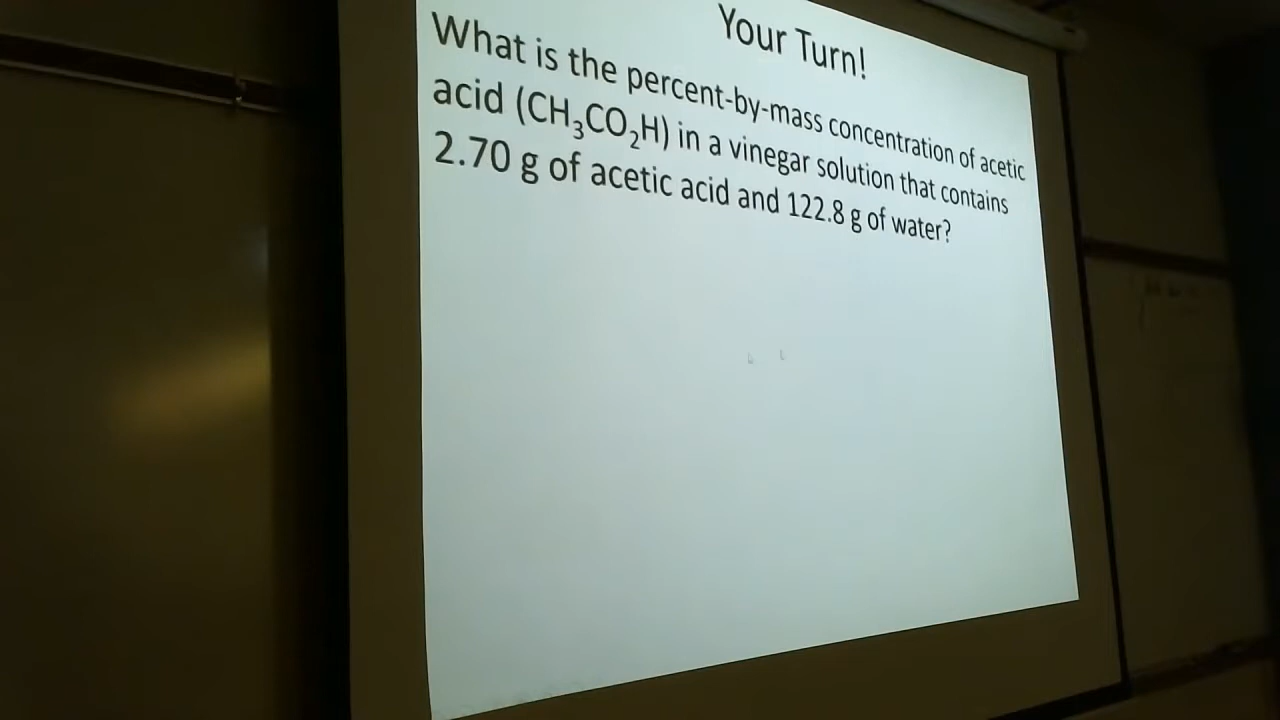 Your Turn!
What is the percent-by-mass concentration of acetic
acid (CH₃CO₂H) in a vinegar solution that contains
2.70 g of acetic acid and 122.8 g of water?